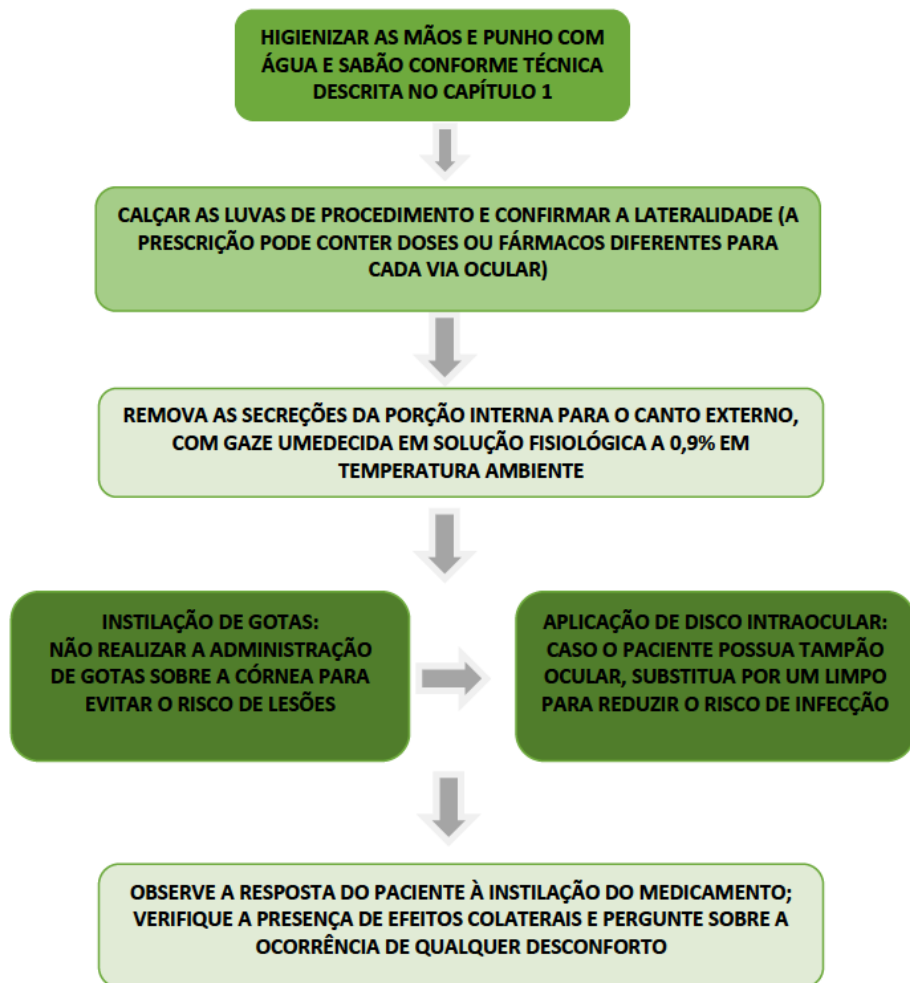 HIGIENIZAR AS MÃOS E PUNHO COM
ÁGUA E SABÃO CONFORME TÉCNICA
DESCRITA NO CAPÍTULO 1
CALÇAR AS LUVAS DE PROCEDIMENTO E CONFIRMAR A LATERALIDADE (A
PRESCRIÇÃO PODE CONTER DOSES OU FÁRMACOS DIFERENTES PARA
CADA VIA OCULAR)
REMOVA AS SECREÇÕES DA PORÇÃO INTERNA PARA O CANTO EXTERNO,
COM GAZE UMEDECIDA EM SOLUÇÃO FISIOLÓGICA A 0,9% EM
TEMPERATURA AMBIENTE
INSTILAÇÃO DE GOTAS:
NÃO REALIZAR A ADMINISTRAÇÃO
DE GOTAS SOBRE A CÓRNEA PARA
EVITAR O RISCO DE LESÕES
APLICAÇÃO DE DISCO INTRAOCULAR:
CASO O PACIENTE POSSUA TAMPÃO
OCULAR, SUBSTITUA POR UM LIMPO
PARA REDUZIR O RISCO DE INFECÇÃO
OBSERVE A RESPOSTA DO PACIENTE À INSTILAÇÃO DO MEDICAMENTO;
VERIFIQUE A PRESENÇA DE EFEITOS COLATERAIS E PERGUNTE SOBRE A
OCORRÊNCIA DE QUALQUER DESCONFORTO